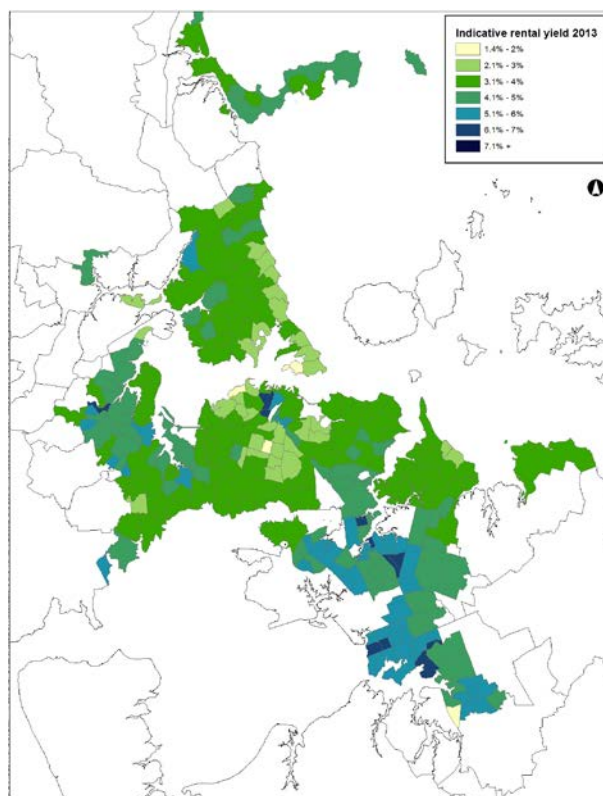 Indicative rental yield 2013
1.4% - 2%
2.1% - 3%
3.1% - 4%
4.1% - 5%
5.1% - 6%
6.1% - 7%
7.1% +